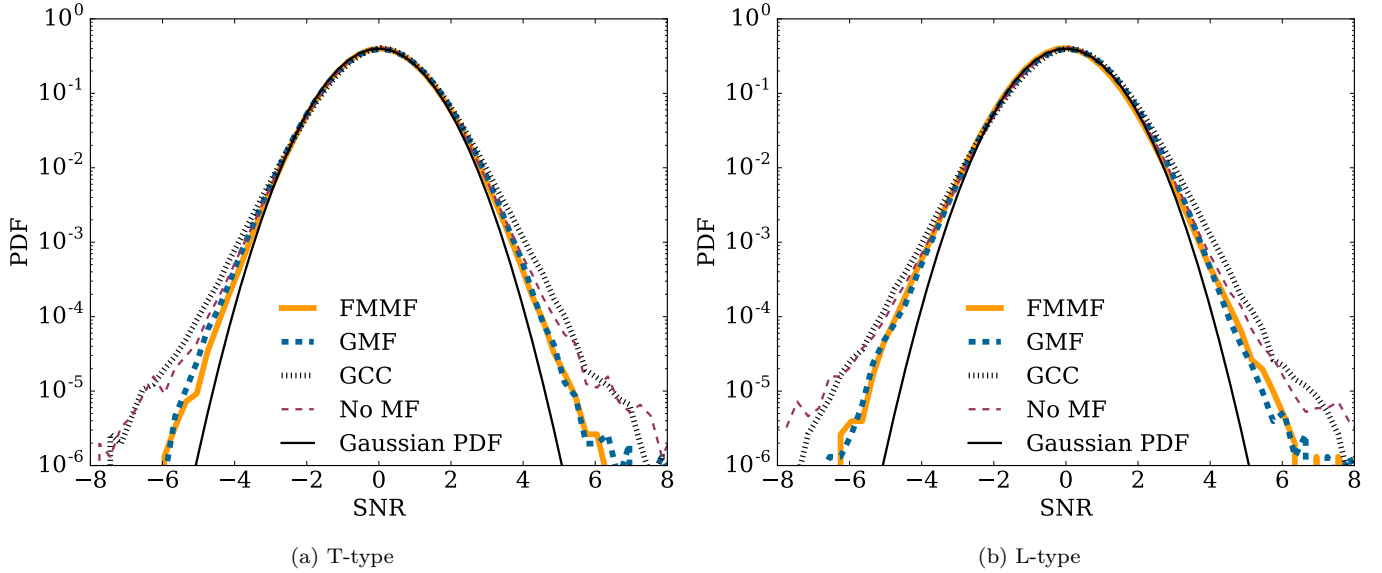 10^0
10^-1
10^-2
10^-3
10^-4
10^-5
10^-6
PDF
−8 −6 −4 −2 0 2 4 6 8
SNR
FMMF
GMF
GCC
No MF
Gaussian PDF
(a) T-type
10^0
10^-1
10^-2
10^-3
10^-4
10^-5
10^-6
PDF
−8 −6 −4 −2 0 2 4 6 8
SNR
FMMF
GMF
GCC
No MF
Gaussian PDF
(b) L-type